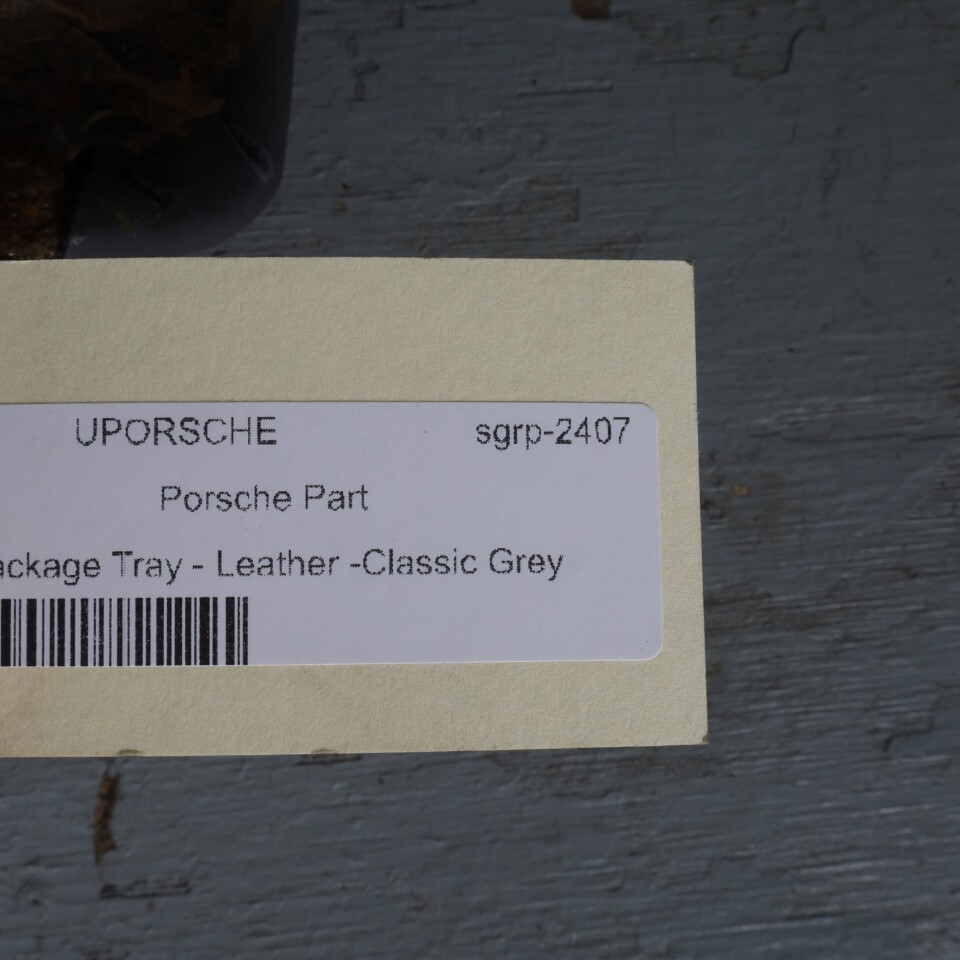 UPORSCHE sgrp-2407
Porsche Part
ackage Tray - Leather -Classic Grey